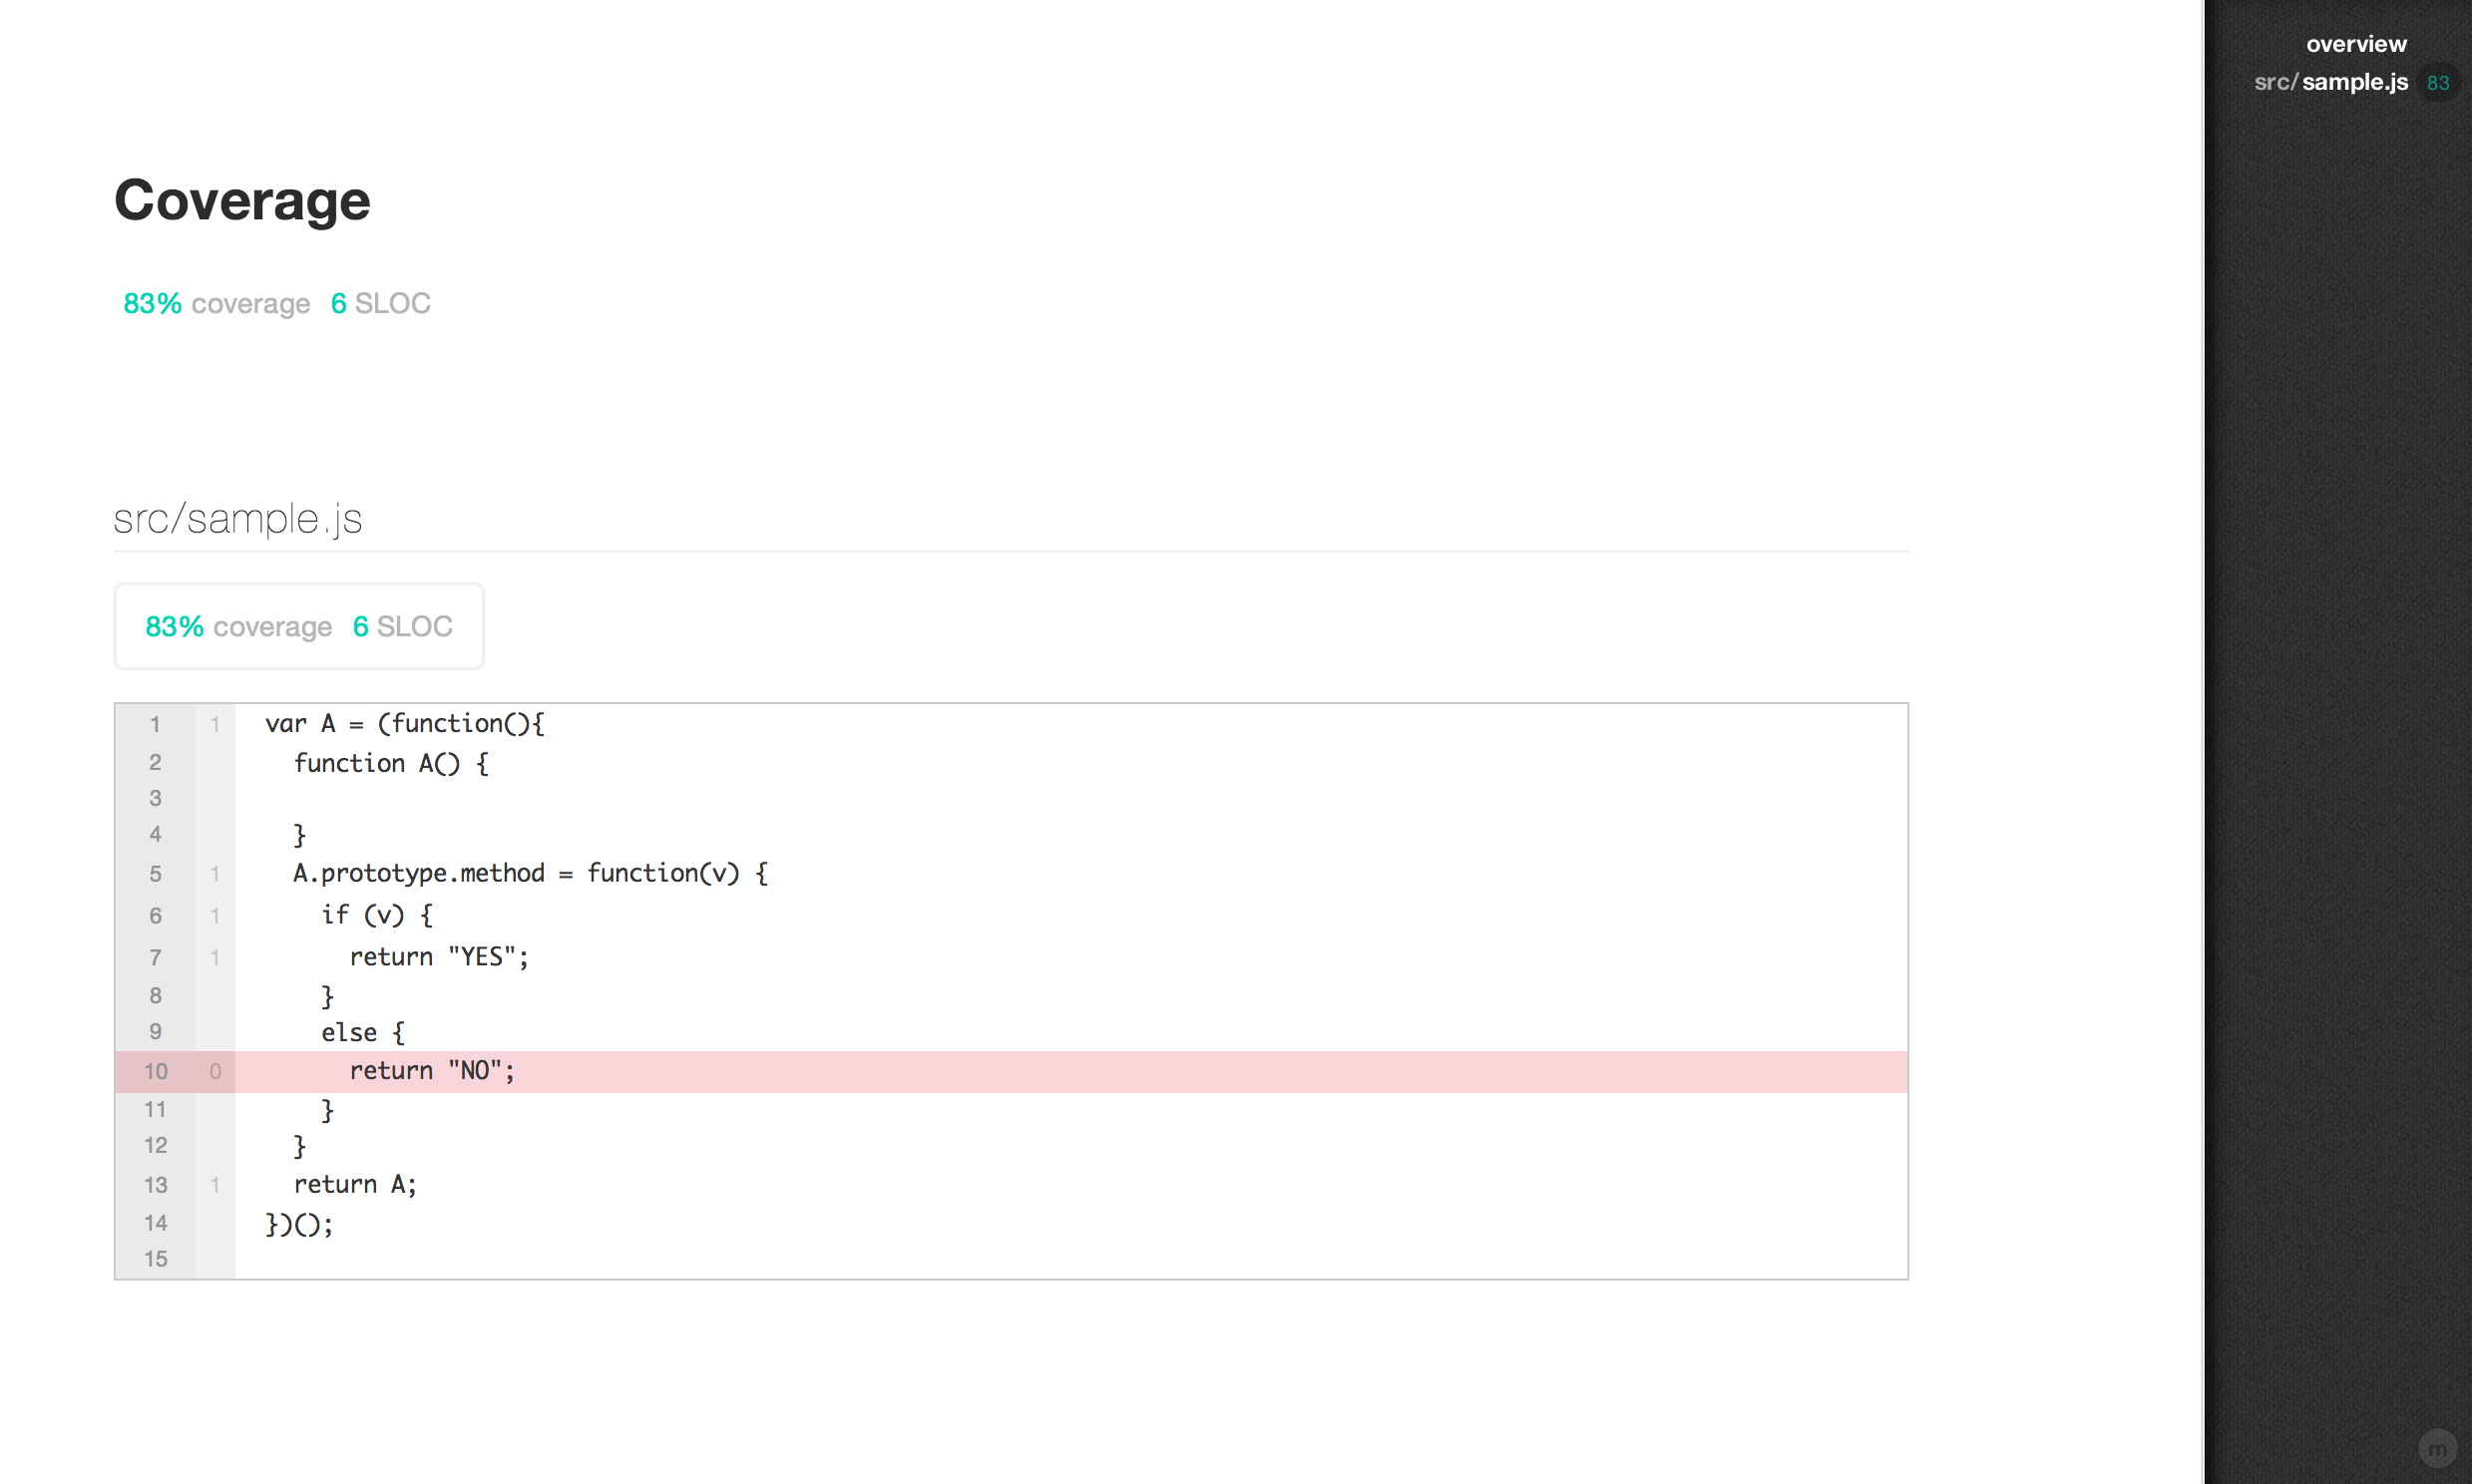 overview
src/sample.js 83
Coverage
83% coverage 6 SLOC
src/sample.js
83% coverage 6 SLOC
1 1 var A = (function(){
2 function A() {
3
4 }
5 1 A.prototype.method = function(v) {
6 1 if (v) {
7 1 return "YES";
8 }
9 else {
10 0 return "NO";
11 }
12 }
13 1 return A;
14 })();
15
m